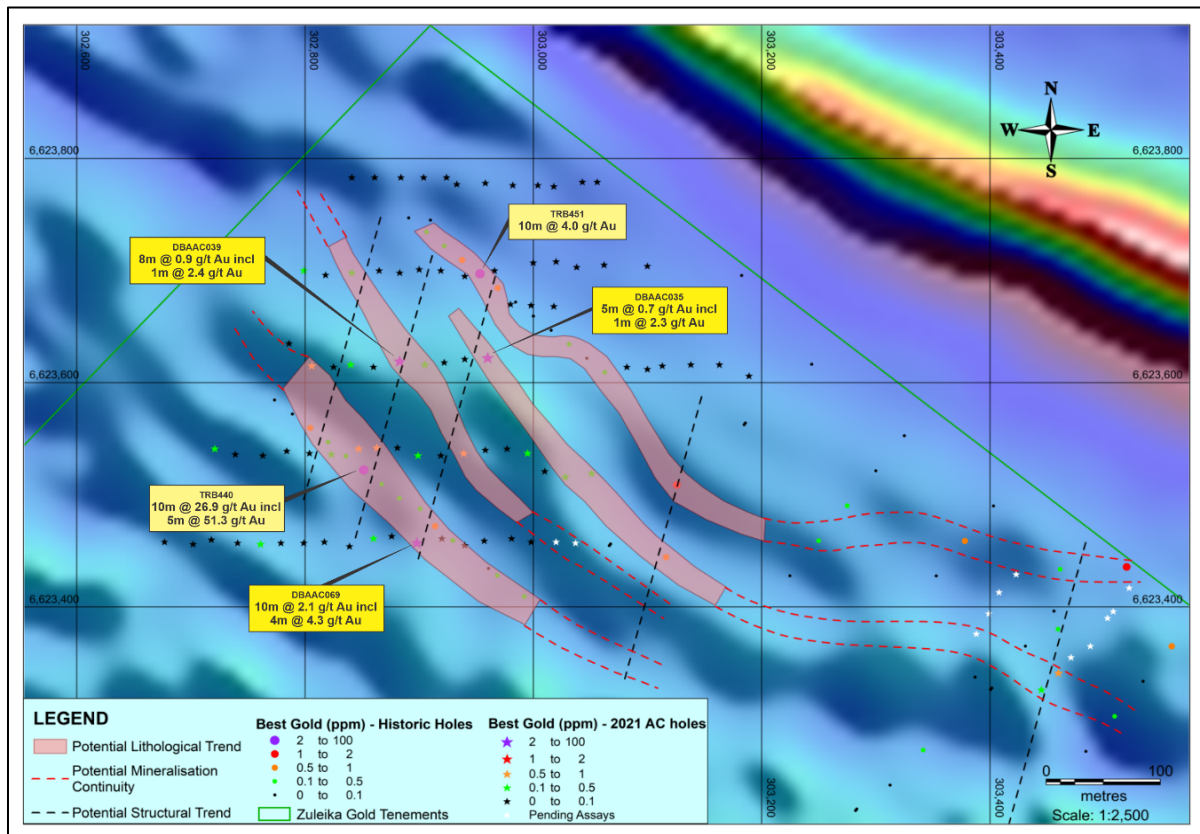 302,600
302,800
303,000
303,200
303,400
N
W E
S
6,623,800
6,623,800
TRB451
10m @ 4.0 g/t Au
DBAAC039
8m @ 0.9 g/t Au incl
1m @ 2.4 g/t Au
DBAAC035
5m @ 0.7 g/t Au incl
1m @ 2.3 g/t Au
6,623,600
6,623,600
TRB440
10m @ 26.9 g/t Au incl
5m @ 51.3 g/t Au
DBAAC069
10m @ 2.1 g/t Au incl
4m @ 4.3 g/t Au
6,623,400
6,623,400
LEGEND
Potential Lithological Trend
Potential Mineralisation
Continuity
Potential Structural Trend
Best Gold (ppm) - Historic Holes
2 to 100
1 to 2
0.5 to 1
0.1 to 0.5
0 to 0.1
Zuleika Gold Tenements
Best Gold (ppm) - 2021 AC holes
2 to 100
1 to 2
0.5 to 1
0.1 to 0.5
0 to 0.1
Pending Assays
303,200
303,400
0 100
metres
Scale: 1:2,500